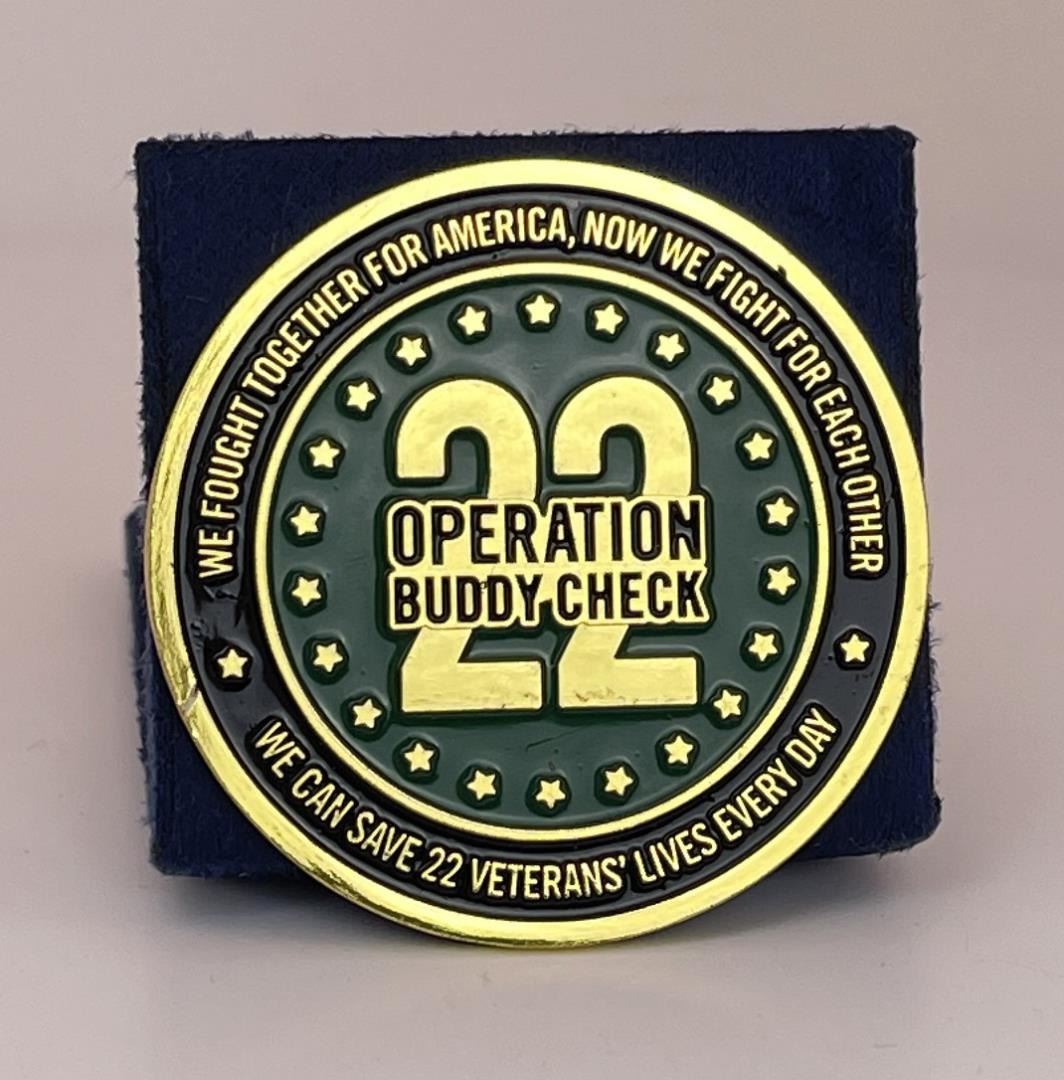 WE FOUGHT TOGETHER FOR AMERICA, NOW WE FIGHT FOR EACH OTHER
22
OPERATION
BUDDY CHECK
WE CAN SAVE 22 VETERANS' LIVES EVERY DAY